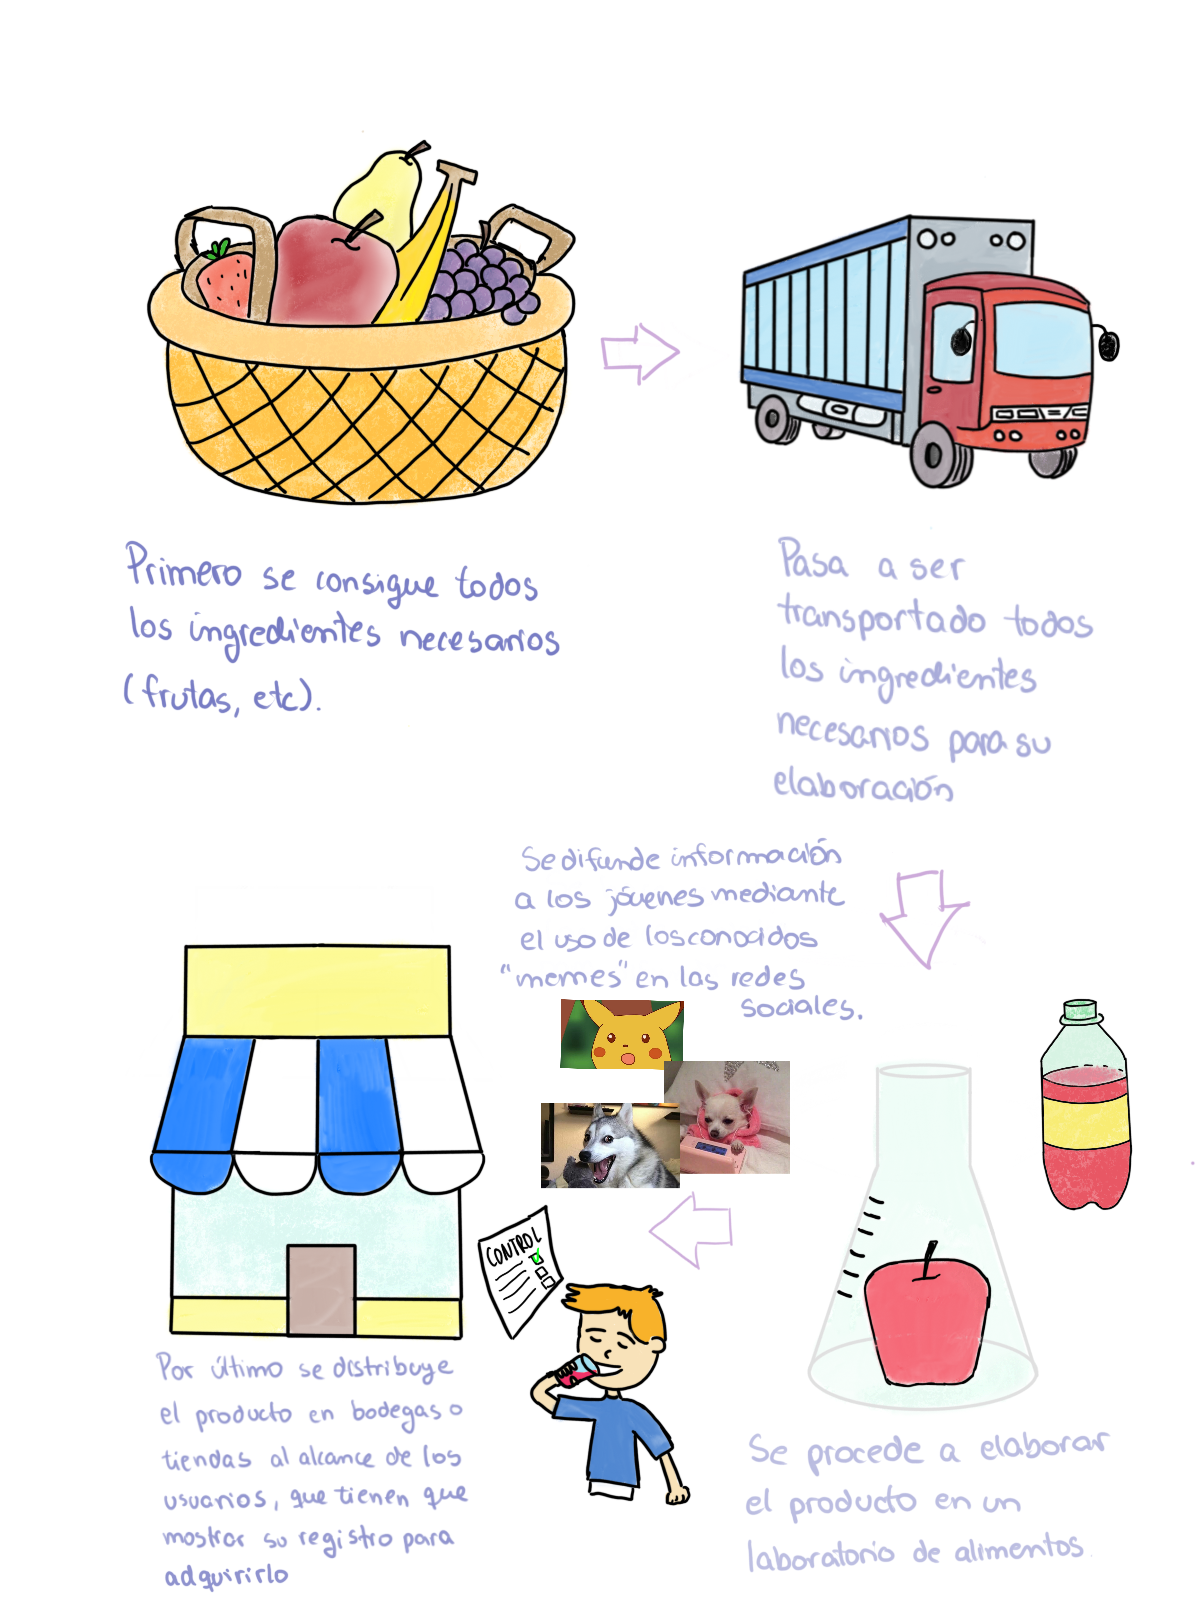 Primero se consigue todos
los ingredientes necesarios
(frutas, etc).
Pasa a ser
transportado todos
los ingredientes
necesarios para su
elaboración
Se procede a elaborar
el producto en un
laboratorio de alimentos
Se difunde información
a los jóvenes mediante
el uso de los conocidos
"memes" en las redes
sociales.
CONTROL
Por último se distribuye
el producto en bodegas o
tiendas al alcance de los
usuarios, que tienen que
mostrar su registro para
adquirirlo